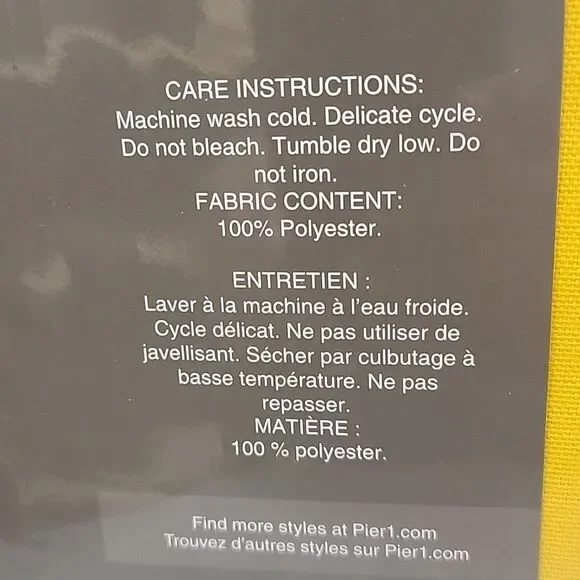 CARE INSTRUCTIONS:
Machine wash cold. Delicate cycle.
Do not bleach. Tumble dry low. Do
not iron.
FABRIC CONTENT:
100% Polyester.
ENTRETIEN :
Laver à la machine à l'eau froide.
Cycle délicat. Ne pas utiliser de
javellisant. Sécher par culbutage à
basse température. Ne pas
repasser.
MATIÈRE :
100 % polyester.
Find more styles at Pier1.com
Trouvez d'autres styles sur Pier1.com